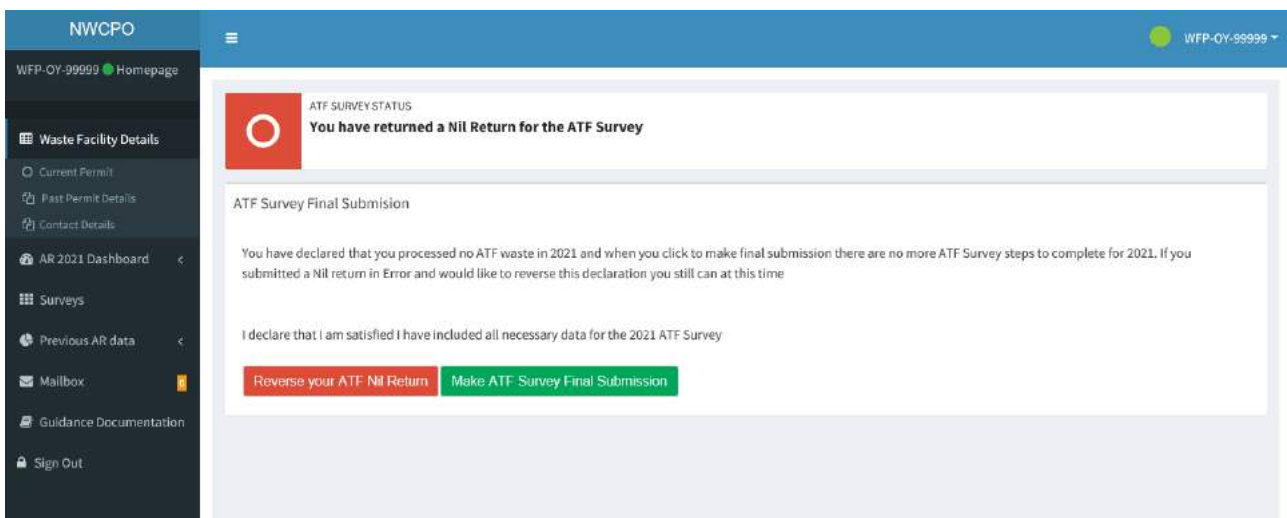 NWCPO
WFP-OY-99999
WFP-OY-99999 Homepage
Waste Facility Details
Current Permit
Past Permit Details
Contact Details
AR 2021 Dashboard <
Surveys
Previous AR data <
Mailbox
Guidance Documentation
Sign Out
ATF SURVEY STATUS
You have returned a Nil Return for the ATF Survey
ATF Survey Final Submision
You have declared that you processed no ATF waste in 2021 and when you click to make final submission there are no more ATF Survey steps to complete for 2021. If you
submitted a Nil return in Error and would like to reverse this declaration you still can at this time
I declare that I am satisfied I have included all necessary data for the 2021 ATF Survey
Reverse your ATF Nil Return
Make ATF Survey Final Submission